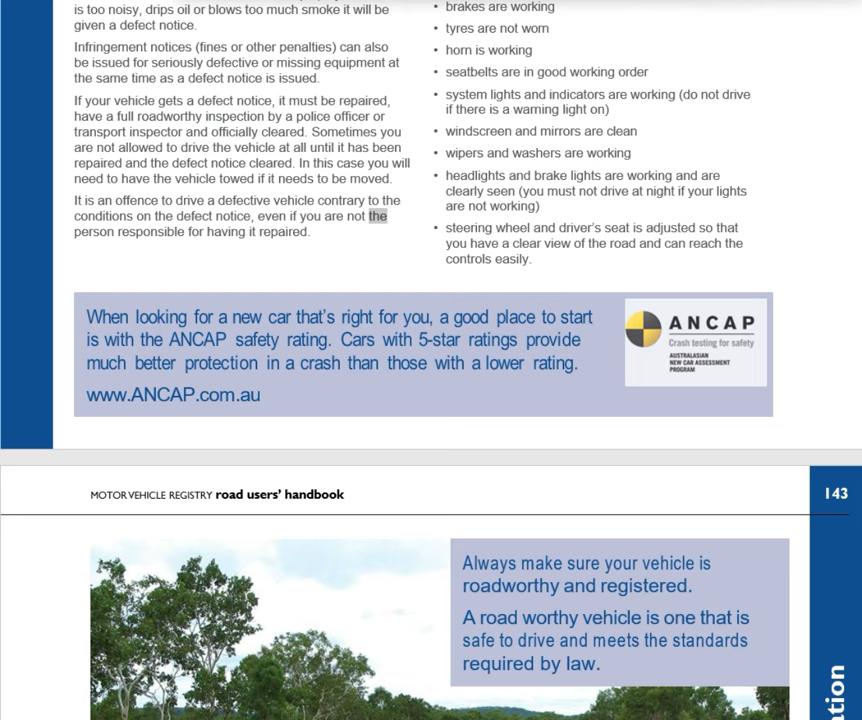 is too noisy, drips oil or blows too much smoke it will be
given a defect notice.
Infringement notices (fines or other penalties) can also
be issued for seriously defective or missing equipment at
the same time as a defect notice is issued.
If your vehicle gets a defect notice, it must be repaired,
have a full roadworthy inspection by a police officer or
transport inspector and officially cleared. Sometimes you
are not allowed to drive the vehicle at all until it has been
repaired and the defect notice cleared. In this case you will
need to have the vehicle towed if it needs to be moved.
It is an offence to drive a defective vehicle contrary to the
conditions on the defect notice, even if you are not the
person responsible for having it repaired.
• brakes are working
• tyres are not worn
• horn is working
• seatbelts are in good working order
• system lights and indicators are working (do not drive
if there is a warning light on)
• windscreen and mirrors are clean
• wipers and washers are working
• headlights and brake lights are working and are
clearly seen (you must not drive at night if your lights
are not working)
• steering wheel and driver's seat is adjusted so that
you have a clear view of the road and can reach the
controls easily.
When looking for a new car that's right for you, a good place to start
is with the ANCAP safety rating. Cars with 5-star ratings provide
much better protection in a crash than those with a lower rating.
www.ANCAP.com.au
ANCAP
Crash testing for safety
AUSTRALASIAN
NEW CAR ASSESSMENT
PROGRAM
MOTOR VEHICLE REGISTRY road users' handbook
143
Always make sure your vehicle is
roadworthy and registered.
A road worthy vehicle is one that is
safe to drive and meets the standards
required by law.